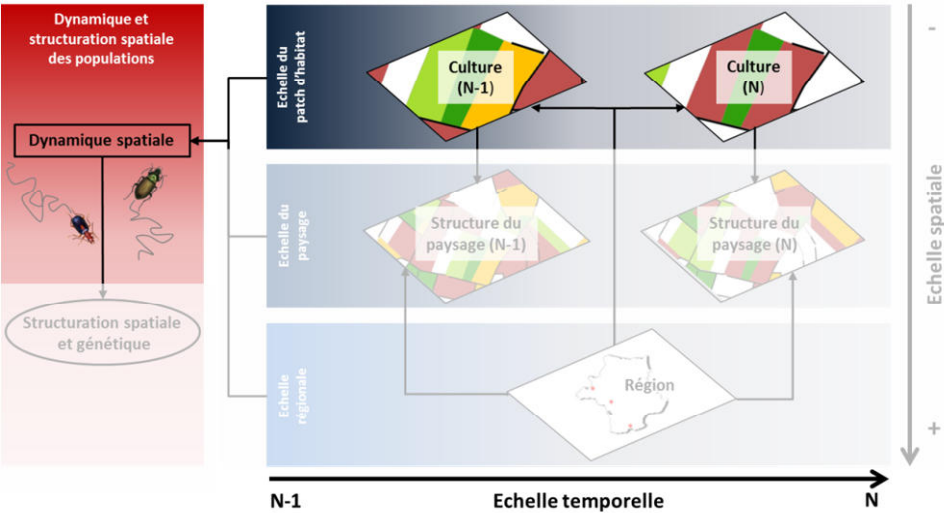 Dynamique et
structuration spatiale
des populations
Dynamique spatiale
Structuration spatiale
et génétique
Echelle du
patch d'habitat
Culture
(N-1)
Culture
(N)
Echelle du
paysage
Structure du
paysage (N-1)
Structure du
paysage (N)
Echelle
régionale
Région
-
Echelle spatiale
+
N-1
Echelle temporelle
N